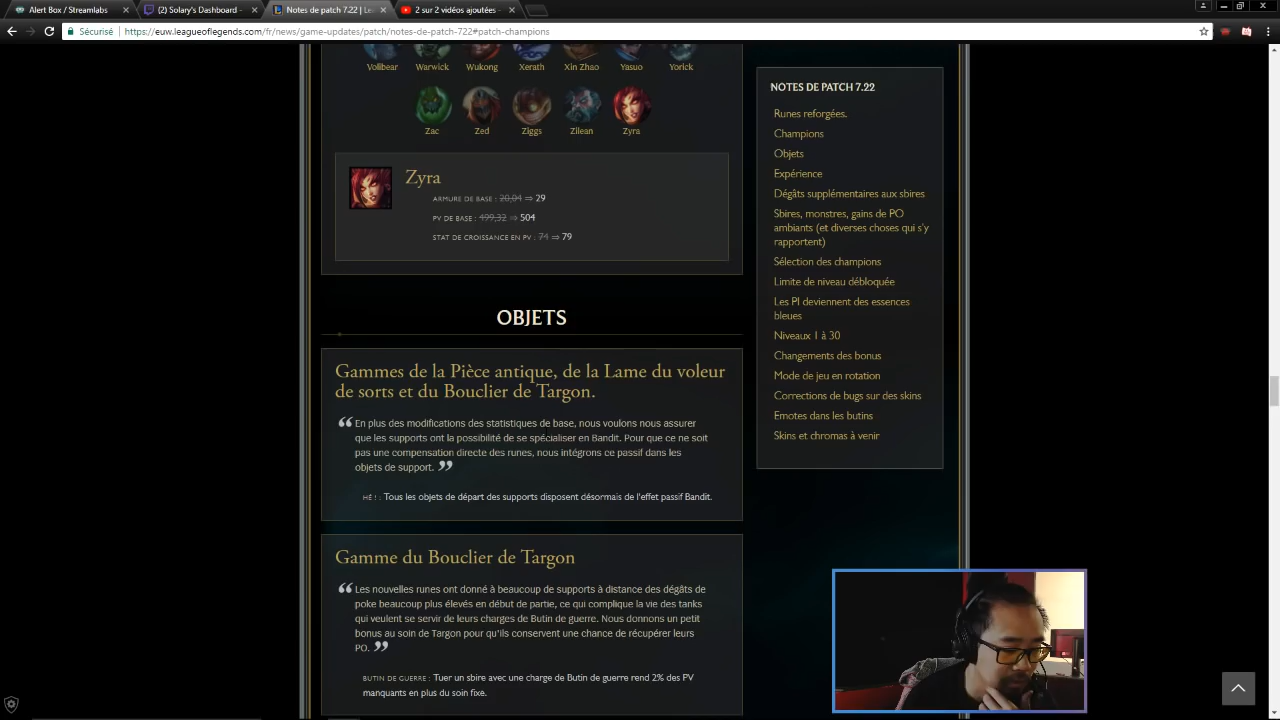 Alert Box / Streamlabs
(2) Solary's Dashboard -
Notes de patch 7.22 | Le
2 sur 2 vidéos ajoutées -
Sécurisé
https://euw.leagueoflegends.com/fr/news/game-updates/patch/notes-de-patch-722#patch-champions
Volibear Warwick Wukong Xerath Xin Zhao Yasuo Yorick
Zac Zed Ziggs Zilean Zyra
Zyra
ARMURE DE BASE : 20,04 ⇒ 29
PV DE BASE : 499,32 ⇒ 504
STAT DE CROISSANCE EN PV : 74 ⇒ 79
OBJETS
Gammes de la Pièce antique, de la Lame du voleur
de sorts et du Bouclier de Targon.
“ En plus des modifications des statistiques de base, nous voulons nous assurer
que les supports ont la possibilité de se spécialiser en Bandit. Pour que ce ne soit
pas une compensation directe des runes, nous intégrons ce passif dans les
objets de support. ”
HÉ ! : Tous les objets de départ des supports disposent désormais de l'effet passif Bandit.
Gamme du Bouclier de Targon
“ Les nouvelles runes ont donné à beaucoup de supports à distance des dégâts de
poke beaucoup plus élevés en début de partie, ce qui complique la vie des tanks
qui veulent se servir de leurs charges de Butin de guerre. Nous donnons un petit
bonus au soin de Targon pour qu'ils conservent une chance de récupérer leurs
PO. ”
BUTIN DE GUERRE : Tuer un sbire avec une charge de Butin de guerre rend 2% des PV
manquants en plus du soin fixe.
NOTES DE PATCH 7.22
Runes reforgées.
Champions
Objets
Expérience
Dégâts supplémentaires aux sbires
Sbires, monstres, gains de PO
ambiants (et diverses choses qui s'y
rapportent)
Sélection des champions
Limite de niveau débloquée
Les PI deviennent des essences
bleues
Niveaux 1 à 30
Changements des bonus
Mode de jeu en rotation
Corrections de bugs sur des skins
Emotes dans les butins
Skins et chromas à venir